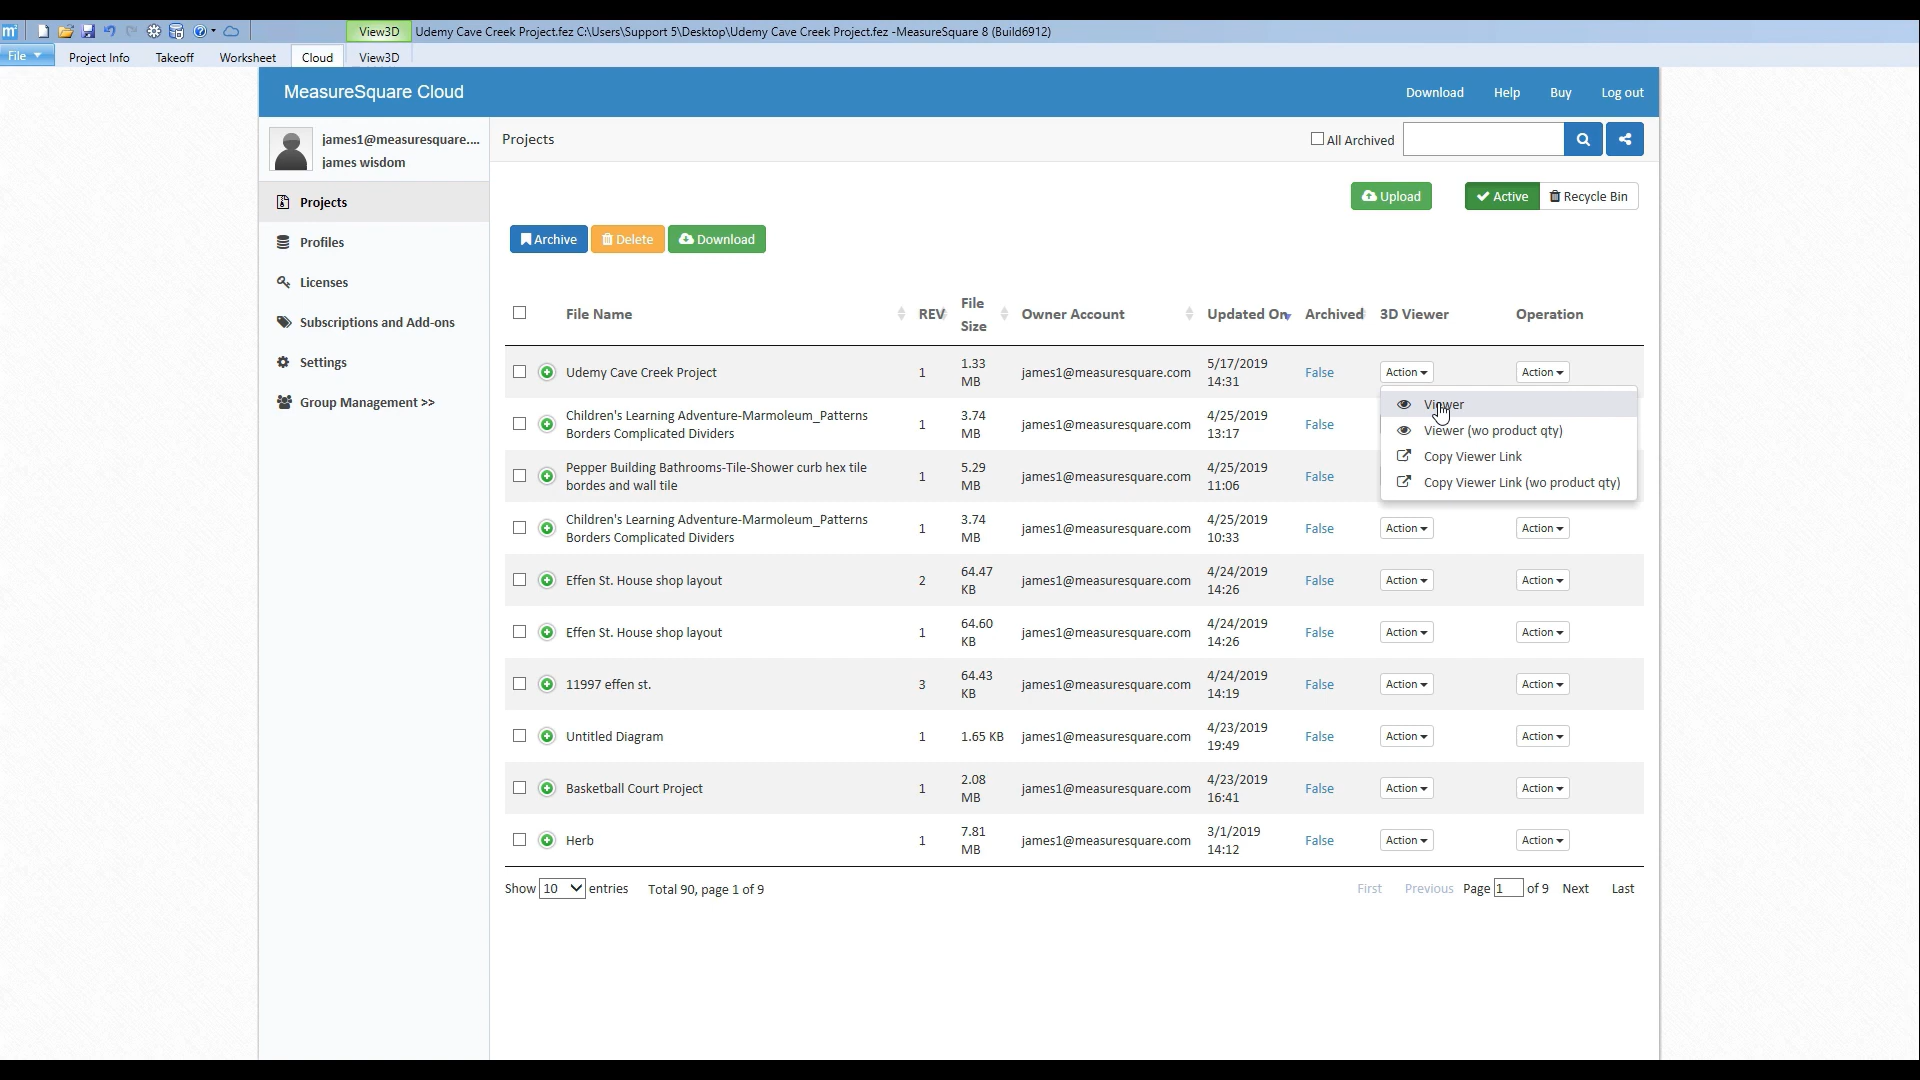 View3D Udemy Cave Creek Project.fez C:\Users\Support 5\Desktop\Udemy Cave Creek Project.fez -MeasureSquare 8 (Build6912)
File Project Info Takeoff Worksheet Cloud View3D
MeasureSquare Cloud Download Help Buy Log out
james1@measuresquare....
james wisdom
Projects All Archived
Projects
Profiles
Licenses
Subscriptions and Add-ons
Settings
Group Management >>
Upload Active Recycle Bin
Archive Delete Download
File Name REV File Size Owner Account Updated On Archived 3D Viewer Operation
Udemy Cave Creek Project 1 1.33 MB james1@measuresquare.com 5/17/2019 14:31 False Action Action
Viewer
Viewer (wo product qty)
Copy Viewer Link
Copy Viewer Link (wo product qty)
Children's Learning Adventure-Marmoleum_Patterns Borders Complicated Dividers 1 3.74 MB james1@measuresquare.com 4/25/2019 13:17 False
Pepper Building Bathrooms-Tile-Shower curb hex tile bordes and wall tile 1 5.29 MB james1@measuresquare.com 4/25/2019 11:06 False
Children's Learning Adventure-Marmoleum_Patterns Borders Complicated Dividers 1 3.74 MB james1@measuresquare.com 4/25/2019 10:33 False Action Action
Effen St. House shop layout 2 64.47 KB james1@measuresquare.com 4/24/2019 14:26 False Action Action
Effen St. House shop layout 1 64.60 KB james1@measuresquare.com 4/24/2019 14:26 False Action Action
11997 effen st. 3 64.43 KB james1@measuresquare.com 4/24/2019 14:19 False Action Action
Untitled Diagram 1 1.65 KB james1@measuresquare.com 4/23/2019 19:49 False Action Action
Basketball Court Project 1 2.08 MB james1@measuresquare.com 4/23/2019 16:41 False Action Action
Herb 1 7.81 MB james1@measuresquare.com 3/1/2019 14:12 False Action Action
Show 10 entries Total 90, page 1 of 9 First Previous Page 1 of 9 Next Last